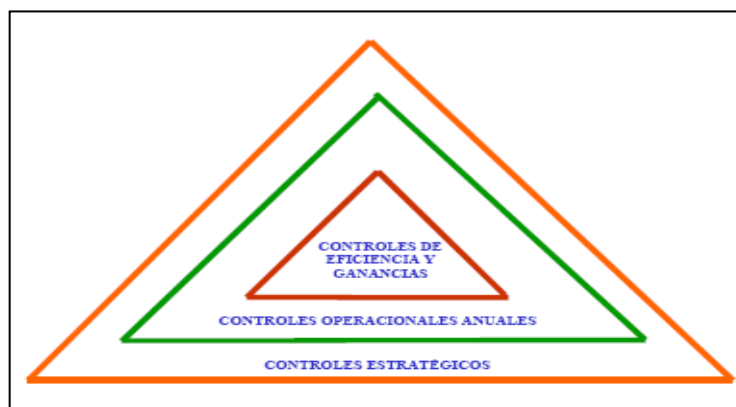 CONTROLES DE
EFICIENCIA Y
GANANCIAS
CONTROLES OPERACIONALES ANUALES
CONTROLES ESTRATÉGICOS